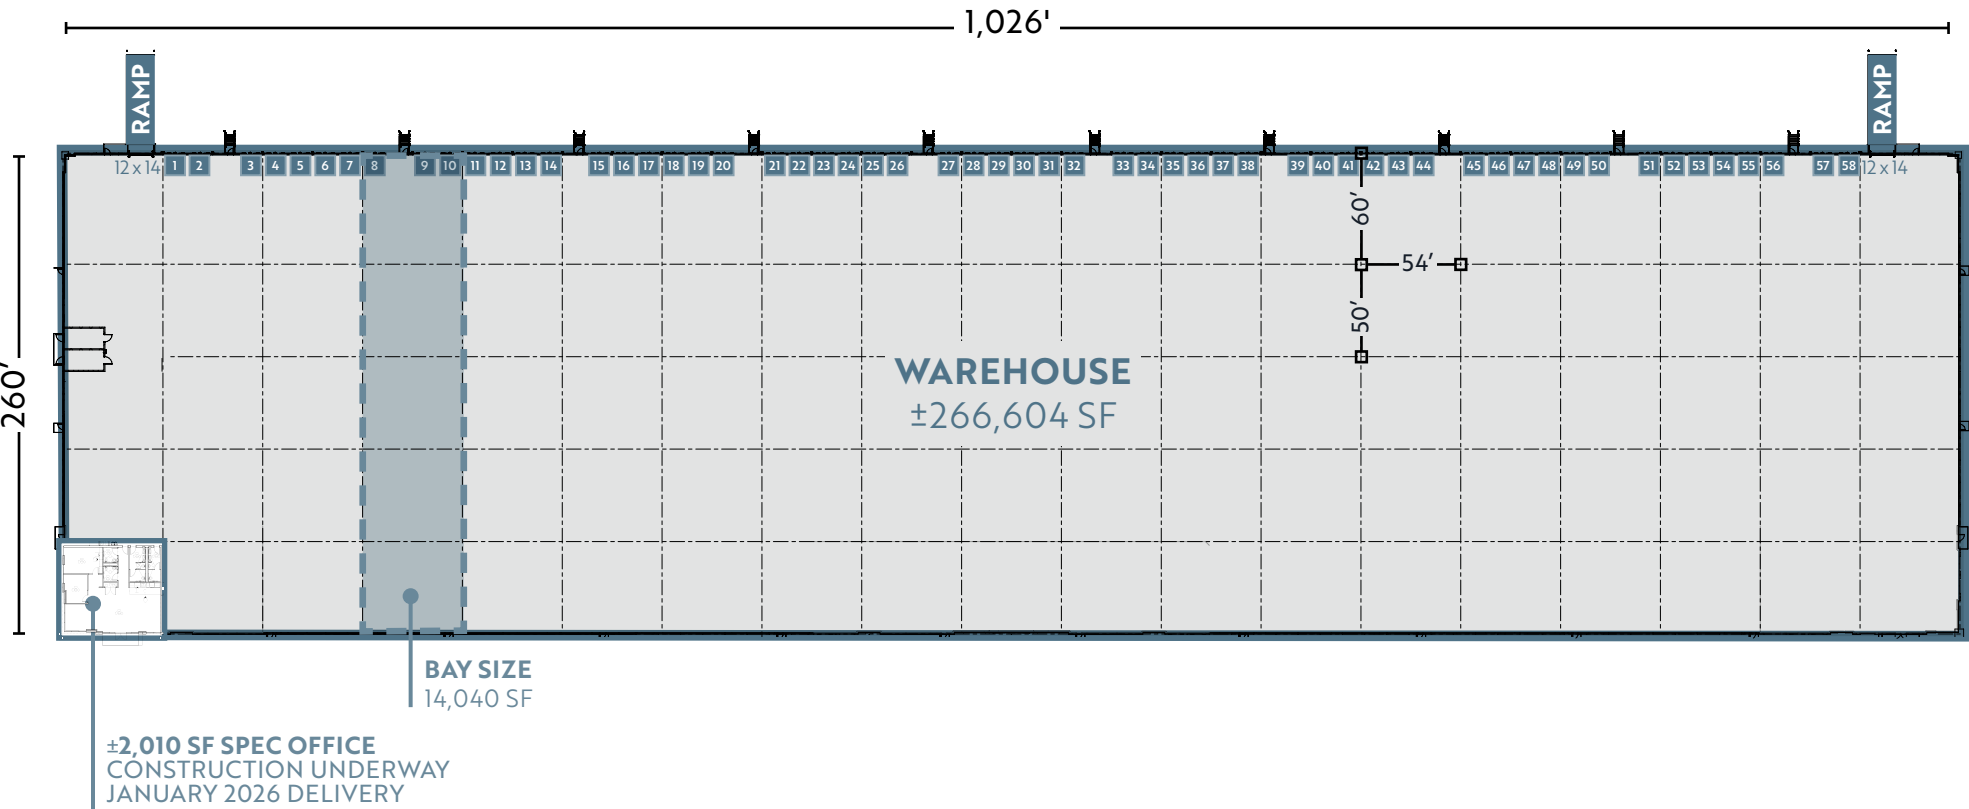 1,026'
RAMP
RAMP
12 x 14 1 2 3 4 5 6 7 8 9 10 11 12 13 14 15 16 17 18 19 20 21 22 23 24 25 26 27 28 29 30 31 32 33 34 35 36 37 38 39 40 41 42 43 44 45 46 47 48 49 50 51 52 53 54 55 56 57 58 12 x 14
60'
54'
50'
260'
WAREHOUSE
±266,604 SF
BAY SIZE
14,040 SF
±2,010 SF SPEC OFFICE
CONSTRUCTION UNDERWAY
JANUARY 2026 DELIVERY